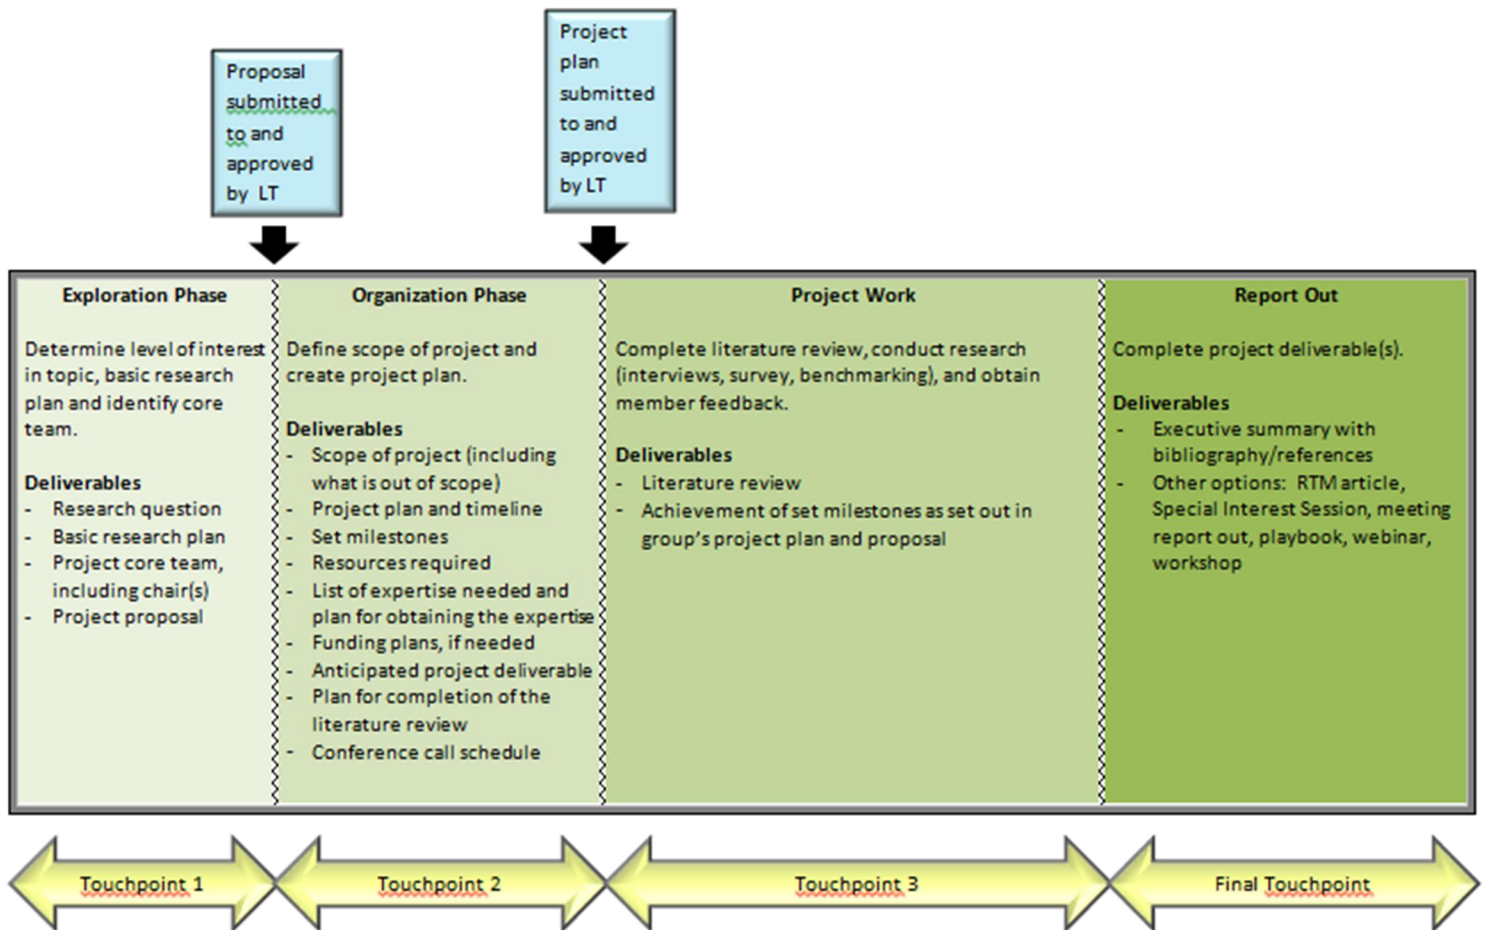 Proposal
submitted
to and
approved
by LT
Project
plan
submitted
to and
approved
by LT
Exploration Phase
Determine level of interest
in topic, basic research
plan and identify core
team.
Deliverables
- Research question
- Basic research plan
- Project core team,
including chair(s)
- Project proposal
Organization Phase
Define scope of project and
create project plan.
Deliverables
- Scope of project (including
what is out of scope)
- Project plan and timeline
- Set milestones
- Resources required
- List of expertise needed and
plan for obtaining the expertise
- Funding plans, if needed
- Anticipated project deliverable
- Plan for completion of the
literature review
- Conference call schedule
Project Work
Complete literature review, conduct research
(interviews, survey, benchmarking), and obtain
member feedback.
Deliverables
- Literature review
- Achievement of set milestones as set out in
group's project plan and proposal
Report Out
Complete project deliverable(s).
Deliverables
- Executive summary with
bibliography/references
- Other options: RTM article,
Special Interest Session, meeting
report out, playbook, webinar,
workshop
Touchpoint 1
Touchpoint 2
Touchpoint 3
Final Touchpoint